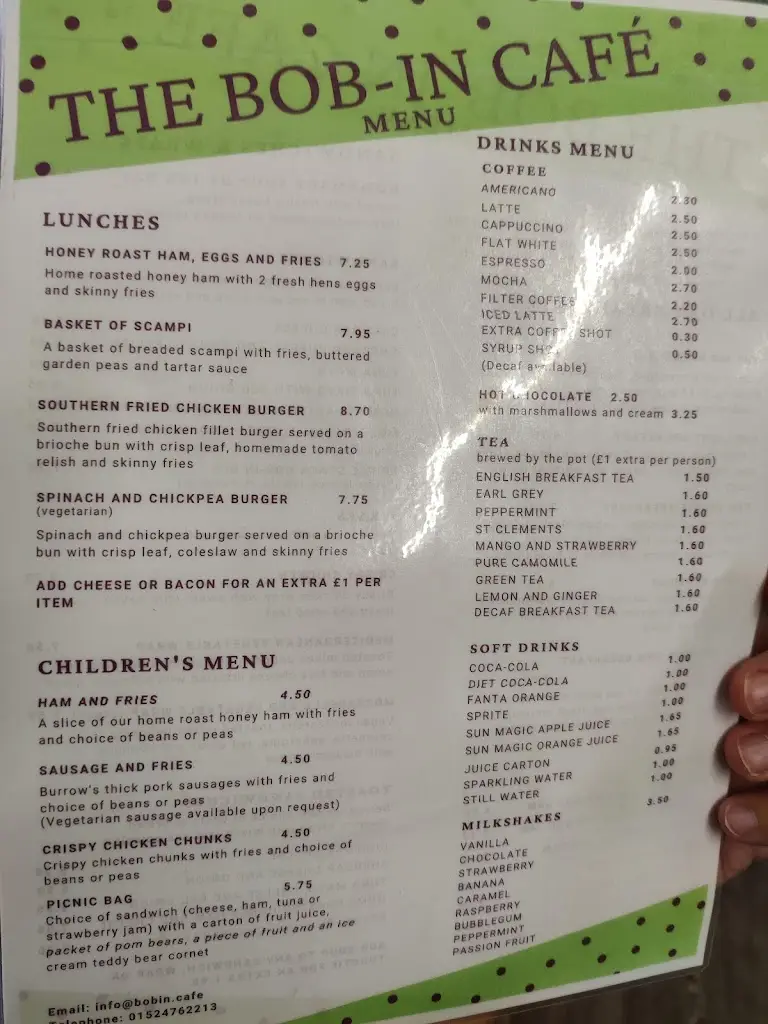 THE BOB-IN CAFÉ
MENU
LUNCHES
HONEY ROAST HAM, EGGS AND FRIES 7.25
Home roasted honey ham with 2 fresh hens eggs
and skinny fries
BASKET OF SCAMPI 7.95
A basket of breaded scampi with fries, buttered
garden peas and tartar sauce
SOUTHERN FRIED CHICKEN BURGER 8.70
Southern fried chicken fillet burger served on a
brioche bun with crisp leaf, homemade tomato
relish and skinny fries
SPINACH AND CHICKPEA BURGER 7.75
(vegetarian)
Spinach and chickpea burger served on a brioche
bun with crisp leaf, coleslaw and skinny fries
ADD CHEESE OR BACON FOR AN EXTRA £1 PER
ITEM
CHILDREN'S MENU
HAM AND FRIES 4.50
A slice of our home roast honey ham with fries
and choice of beans or peas
SAUSAGE AND FRIES 4.50
Burrow's thick pork sausages with fries and
choice of beans or peas
(Vegetarian sausage available upon request)
CRISPY CHICKEN CHUNKS 4.50
Crispy chicken chunks with fries and choice of
beans or peas
PICNIC BAG 5.75
Choice of sandwich (cheese, ham, tuna or
strawberry jam) with a carton of fruit juice,
packet of pom bears, a piece of fruit and an ice
cream teddy bear cornet
Email: info@bobin.cafe
Telephone: 01524762213
DRINKS MENU
COFFEE
AMERICANO 2.30
LATTE 2.50
CAPPUCCINO 2.50
FLAT WHITE 2.50
ESPRESSO 2.00
MOCHA 2.70
FILTER COFFEE 2.20
ICED LATTE 2.70
EXTRA COFFEE SHOT 0.30
SYRUP SHOT 0.50
(Decaf available)
HOT CHOCOLATE 2.50
with marshmallows and cream 3.25
TEA
brewed by the pot (£1 extra per person)
ENGLISH BREAKFAST TEA 1.50
EARL GREY 1.60
PEPPERMINT 1.60
ST CLEMENTS 1.60
MANGO AND STRAWBERRY 1.60
PURE CAMOMILE 1.60
GREEN TEA 1.60
LEMON AND GINGER 1.60
DECAF BREAKFAST TEA 1.60
SOFT DRINKS
COCA-COLA 1.00
DIET COCA-COLA 1.00
FANTA ORANGE 1.00
SPRITE 1.00
SUN MAGIC APPLE JUICE 1.65
SUN MAGIC ORANGE JUICE 1.65
JUICE CARTON 0.95
SPARKLING WATER 1.00
STILL WATER 1.00
MILKSHAKES 3.50
VANILLA
CHOCOLATE
STRAWBERRY
BANANA
CARAMEL
RASPBERRY
BUBBLEGUM
PEPPERMINT
PASSION FRUIT